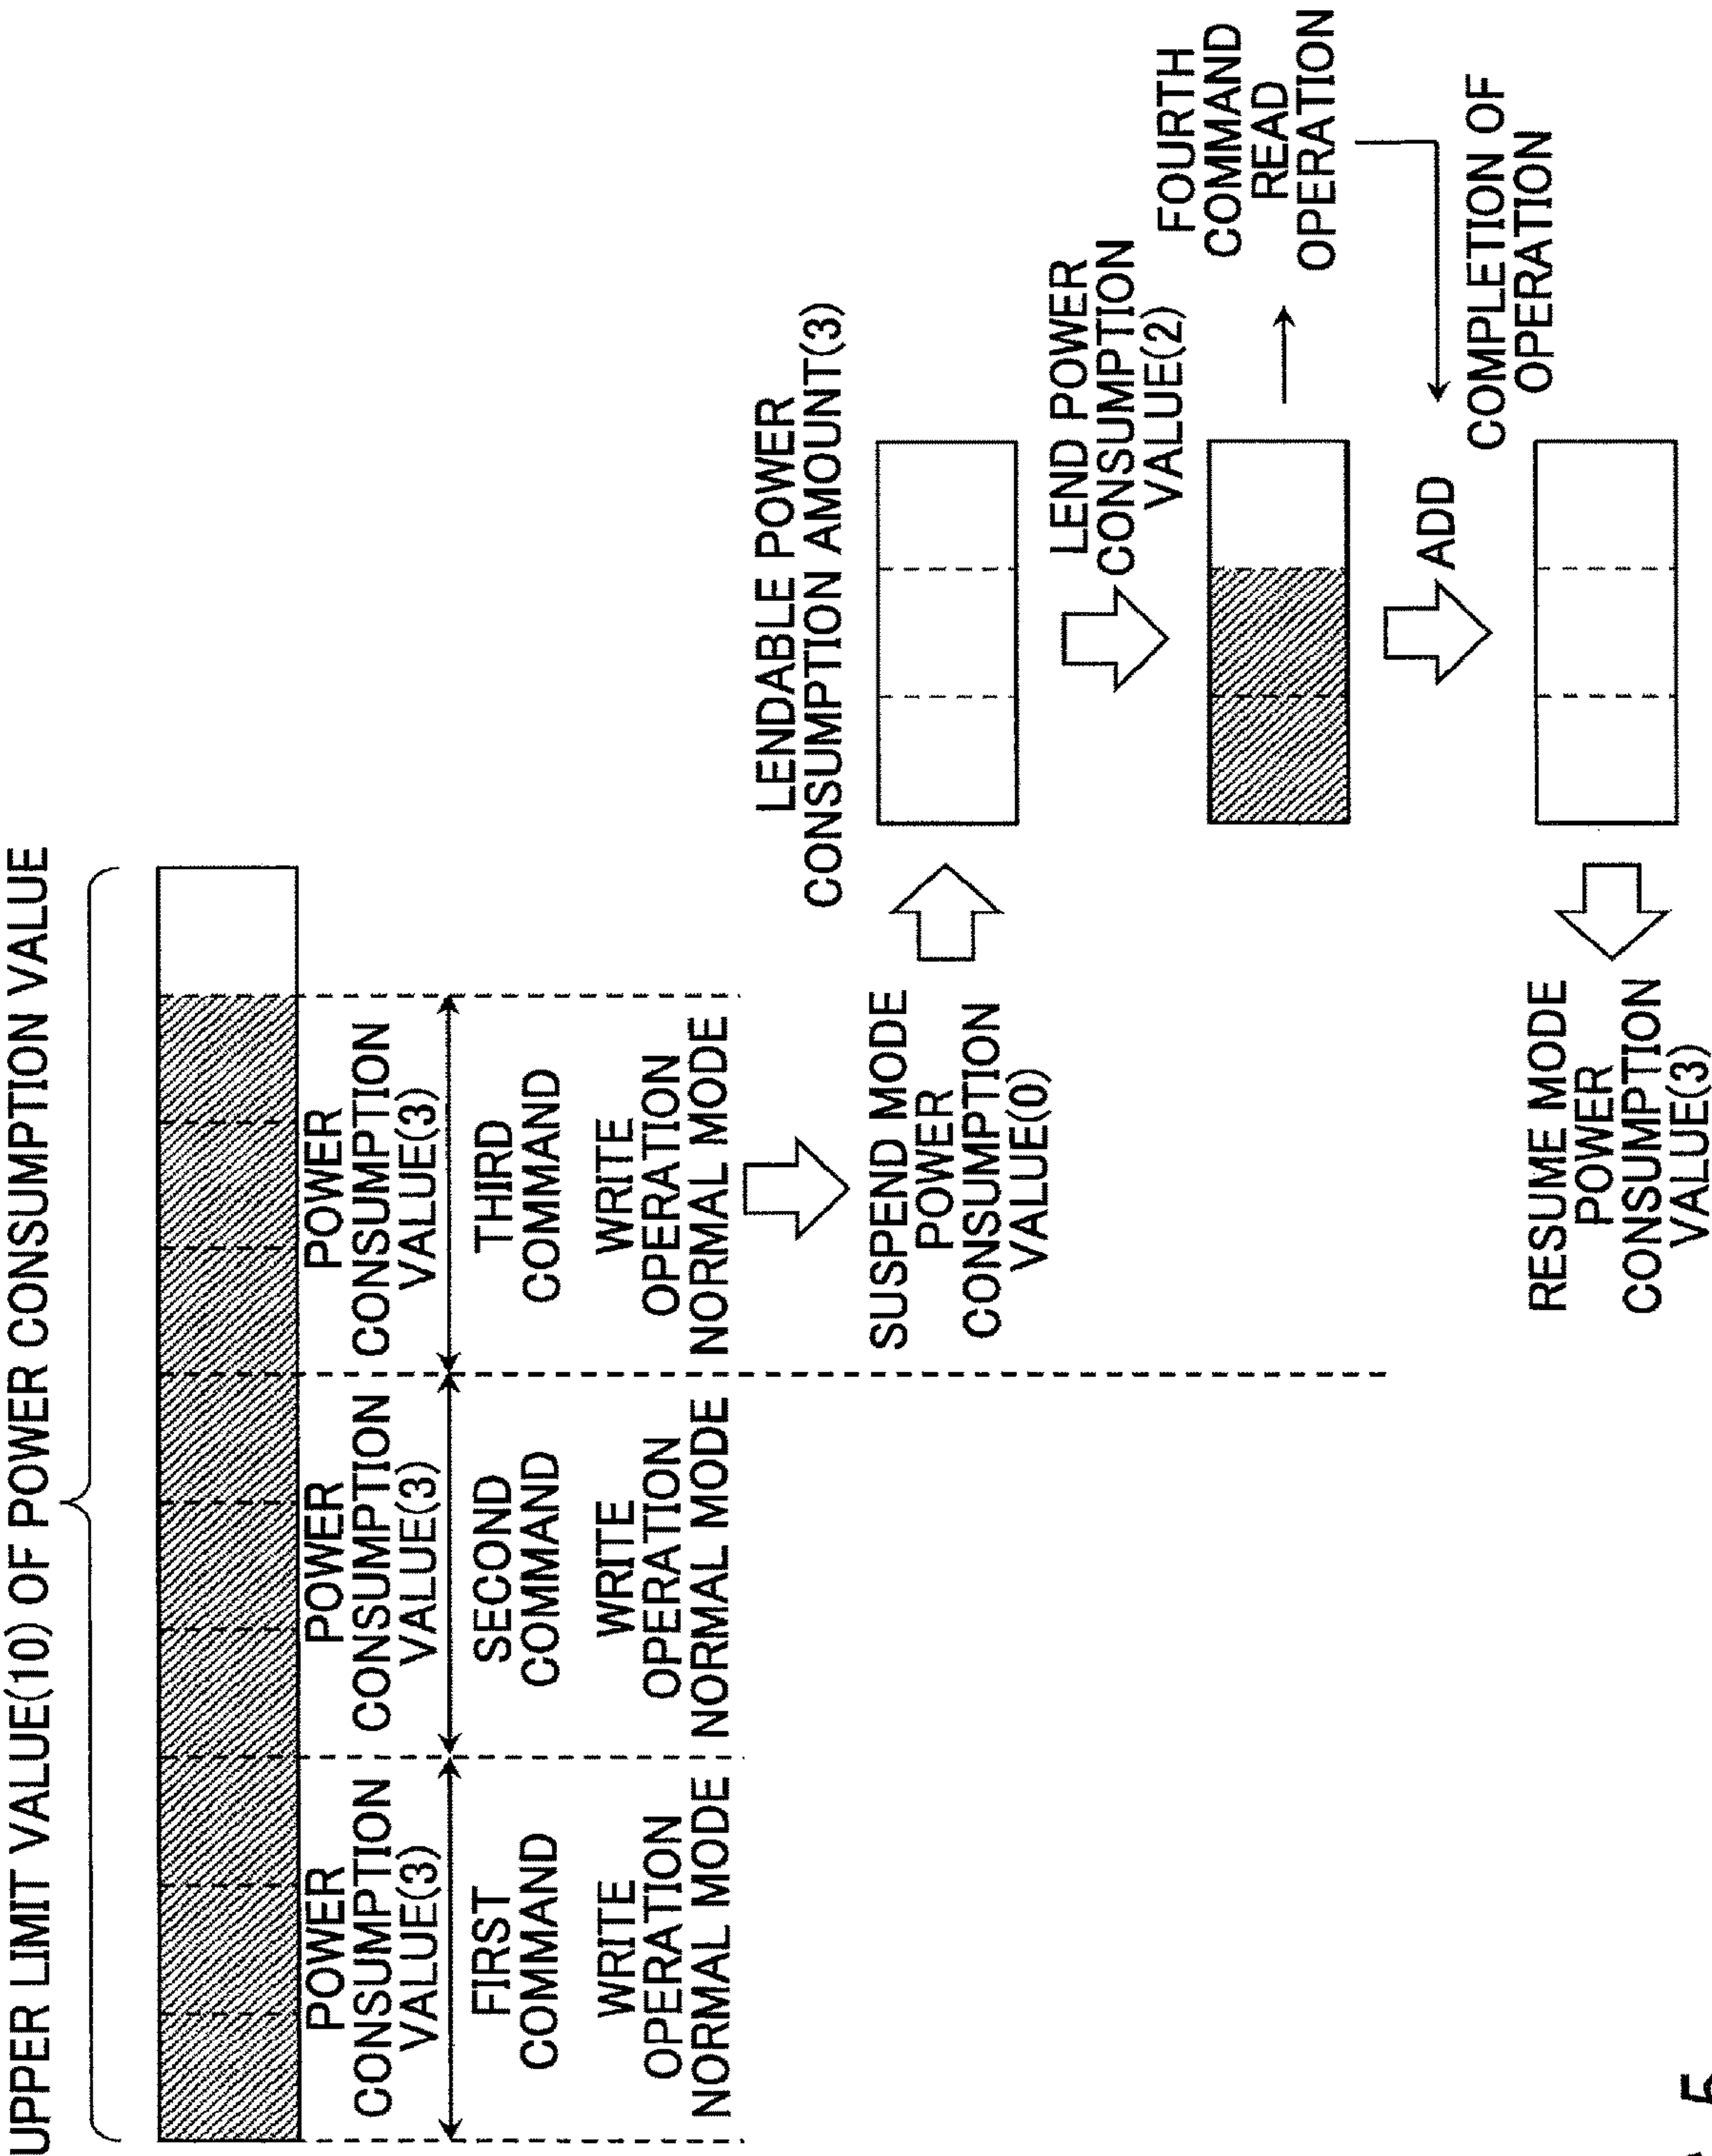 UPPER LIMIT VALUE(10) OF POWER CONSUMPTION VALUE
POWER
CONSUMPTION
VALUE(3)
FIRST
COMMAND
WRITE
OPERATION
NORMAL MODE
POWER
CONSUMPTION
VALUE(3)
SECOND
COMMAND
WRITE
OPERATION
NORMAL MODE
POWER
CONSUMPTION
VALUE(3)
THIRD
COMMAND
WRITE
OPERATION
NORMAL MODE
SUSPEND MODE
POWER
CONSUMPTION
VALUE(0)
LENDABLE POWER
CONSUMPTION AMOUNT(3)
LEND POWER
CONSUMPTION
VALUE(2)
FOURTH
COMMAND
READ
OPERATION
ADD
COMPLETION OF
OPERATION
RESUME MODE
POWER
CONSUMPTION
VALUE(3)